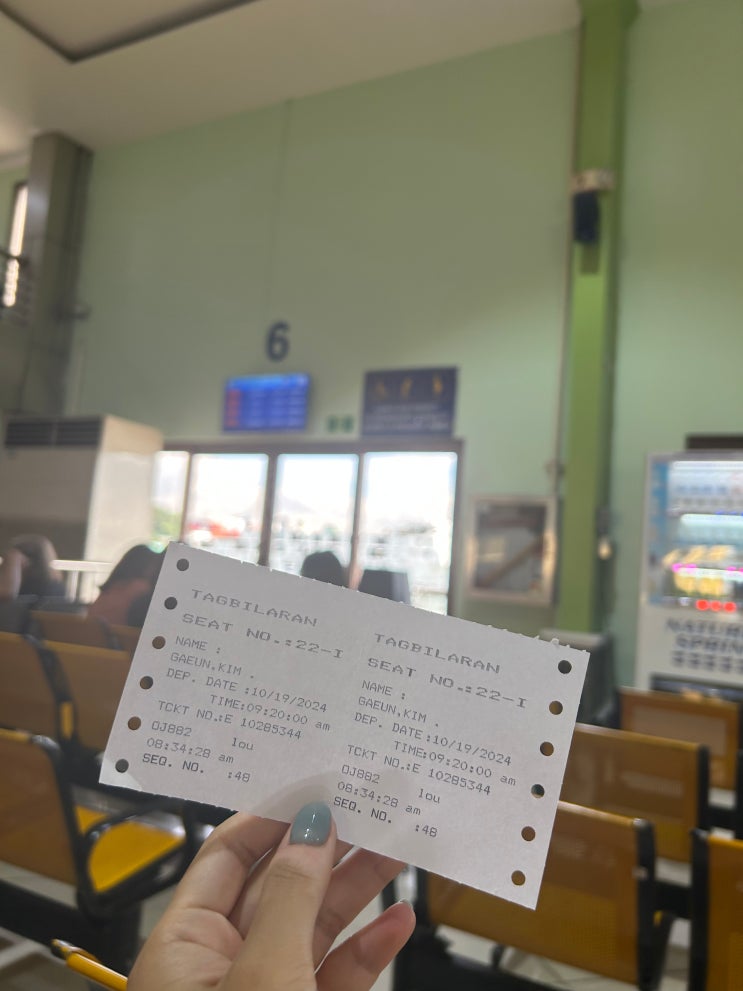 6
TAGBILARAN
SEAT NO.:22-I
NAME :
GAEUN,KIM .
DEP. DATE :10/19/2024
TIME:09:20:00 am
TCKT NO.:E 10285344
OJ882 lou
08:34:28 am
SEQ. NO. :48
TAGBILARAN
SEAT NO.:22-I
NAME :
GAEUN,KIM .
DEP. DATE :10/19/2024
TIME:09:20:00 am
TCKT NO.:E 10285344
OJ882 lou
08:34:28 am
SEQ. NO. :48
SPRING